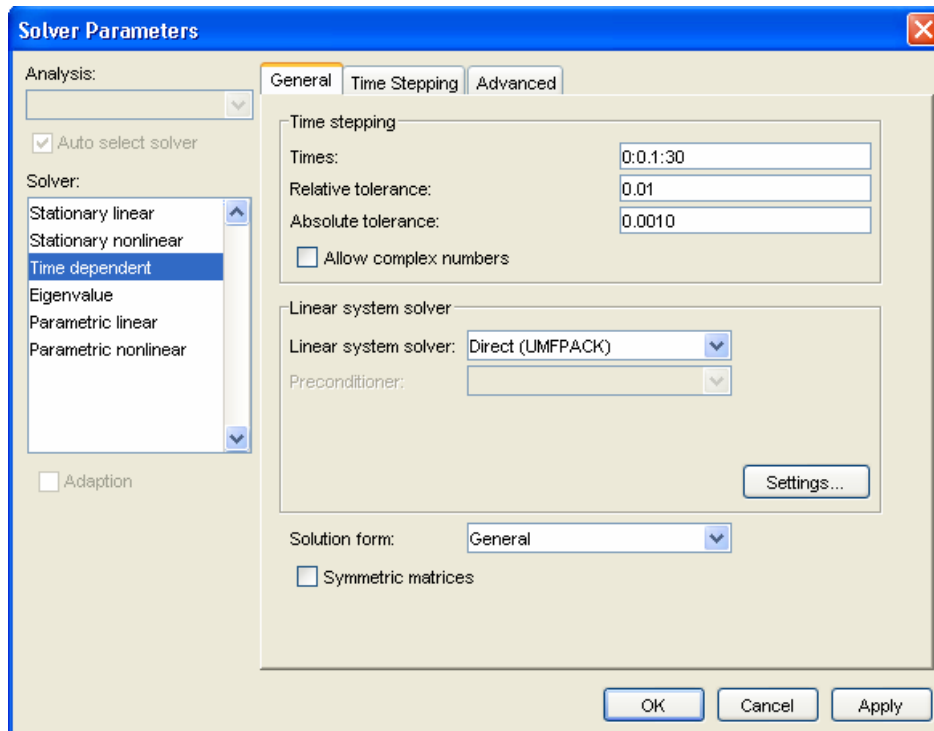 Solver Parameters
Analysis:
Auto select solver
Solver:
Stationary linear
Stationary nonlinear
Time dependent
Eigenvalue
Parametric linear
Parametric nonlinear
Adaption
General Time Stepping Advanced
Time stepping
Times: 0:0.1:30
Relative tolerance: 0.01
Absolute tolerance: 0.0010
Allow complex numbers
Linear system solver
Linear system solver: Direct (UMFPACK)
Preconditioner:
Settings...
Solution form: General
Symmetric matrices
OK Cancel Apply